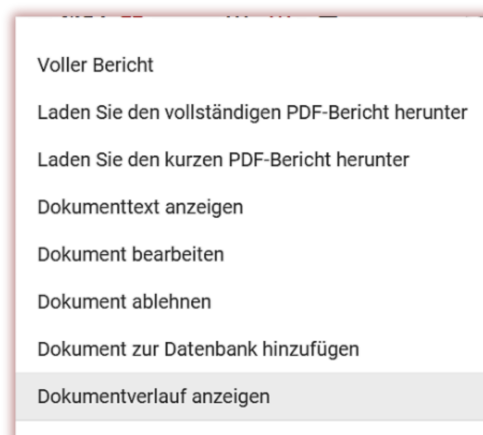 Voller Bericht
Laden Sie den vollständigen PDF-Bericht herunter
Laden Sie den kurzen PDF-Bericht herunter
Dokumenttext anzeigen
Dokument bearbeiten
Dokument ablehnen
Dokument zur Datenbank hinzufügen
Dokumentverlauf anzeigen